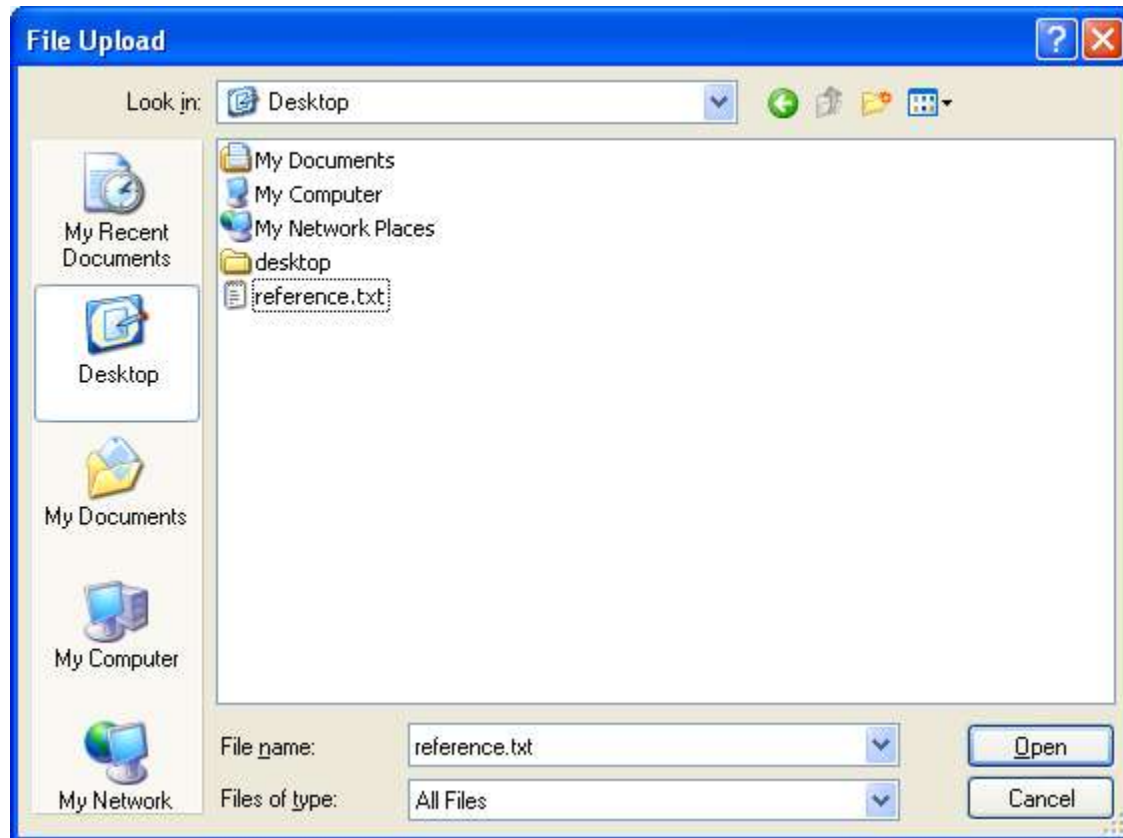 File Upload
Look in:
Desktop
My Recent
Documents
Desktop
My Documents
My Computer
My Network
My Documents
My Computer
My Network Places
desktop
reference.txt
File name:
reference.txt
Open
Files of type:
All Files
Cancel